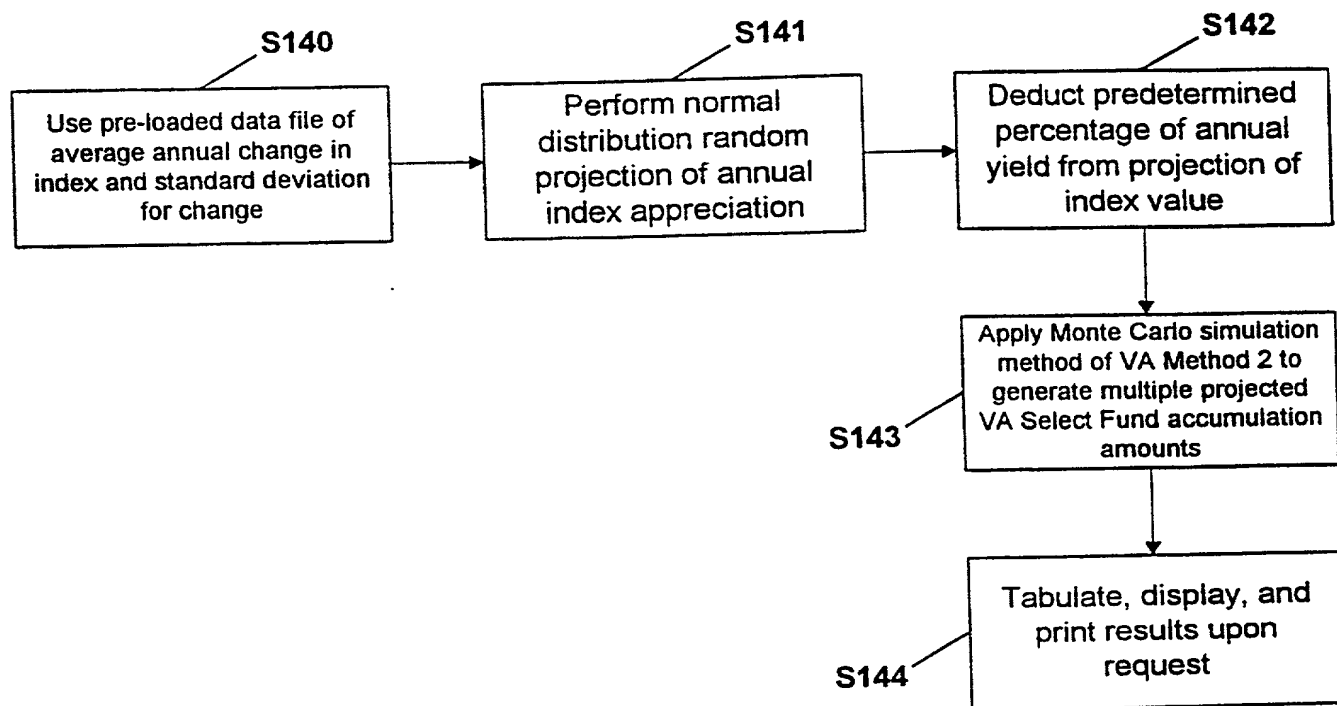 S140
Use pre-loaded data file of
average annual change in
index and standard deviation
for change
S141
Perform normal
distribution random
projection of annual
index appreciation
S142
Deduct predetermined
percentage of annual
yield from projection of
index value
Apply Monte Carlo simulation
method of VA Method 2 to
generate multiple projected
VA Select Fund accumulation
amounts
S143
Tabulate, display, and
print results upon
request
S144